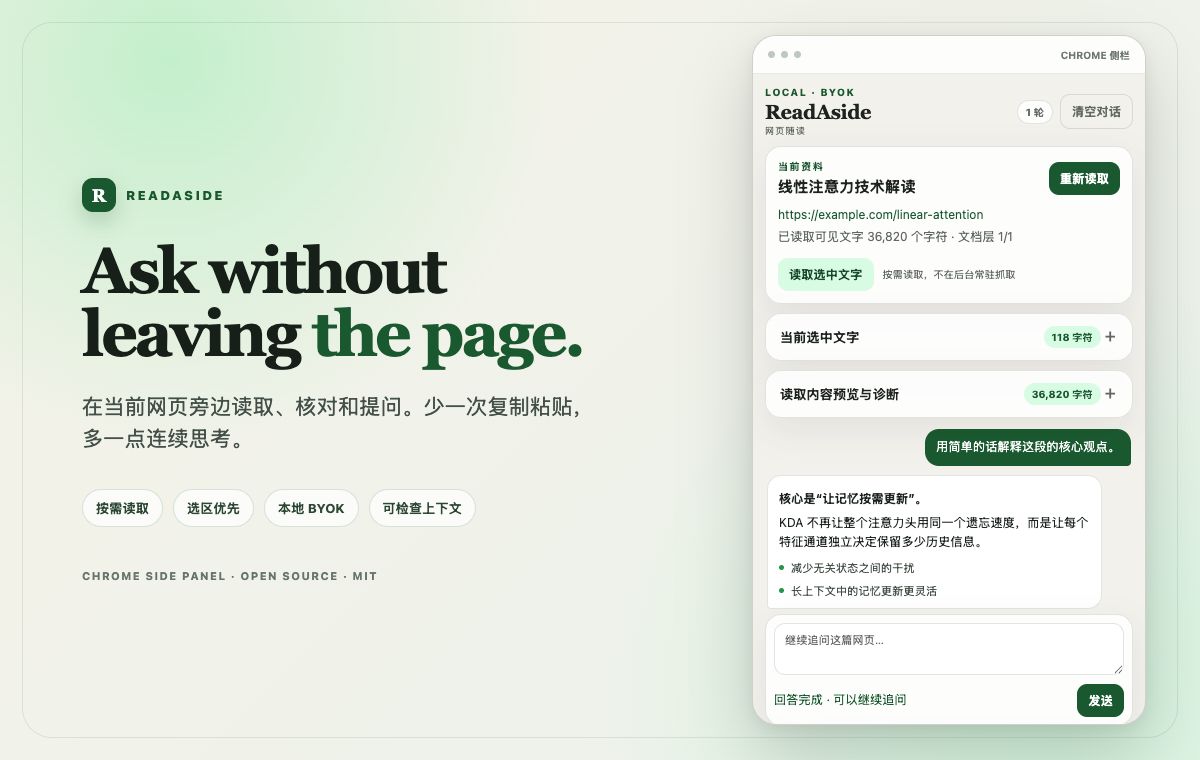 R READASIDE
Ask without
leaving the page.
在当前网页旁边读取、核对和提问。少一次复制粘贴，
多一点连续思考。
按需读取 选区优先 本地 BYOK 可检查上下文
CHROME SIDE PANEL · OPEN SOURCE · MIT
CHROME 侧栏
LOCAL · BYOK
ReadAside
网页随读
1 轮 清空对话
当前资料
线性注意力技术解读
重新读取
https://example.com/linear-attention
已读取可见文字 36,820 个字符 · 文档层 1/1
读取选中文字 按需读取，不在后台常驻抓取
当前选中文字 118 字符 +
读取内容预览与诊断 36,820 字符 +
用简单的话解释这段的核心观点。
核心是“让记忆按需更新”。
KDA 不再让整个注意力头用同一个遗忘速度，而是让每个
特征通道独立决定保留多少历史信息。
减少无关状态之间的干扰
长上下文中的记忆更新更灵活
继续追问这篇网页…
回答完成 · 可以继续追问 发送